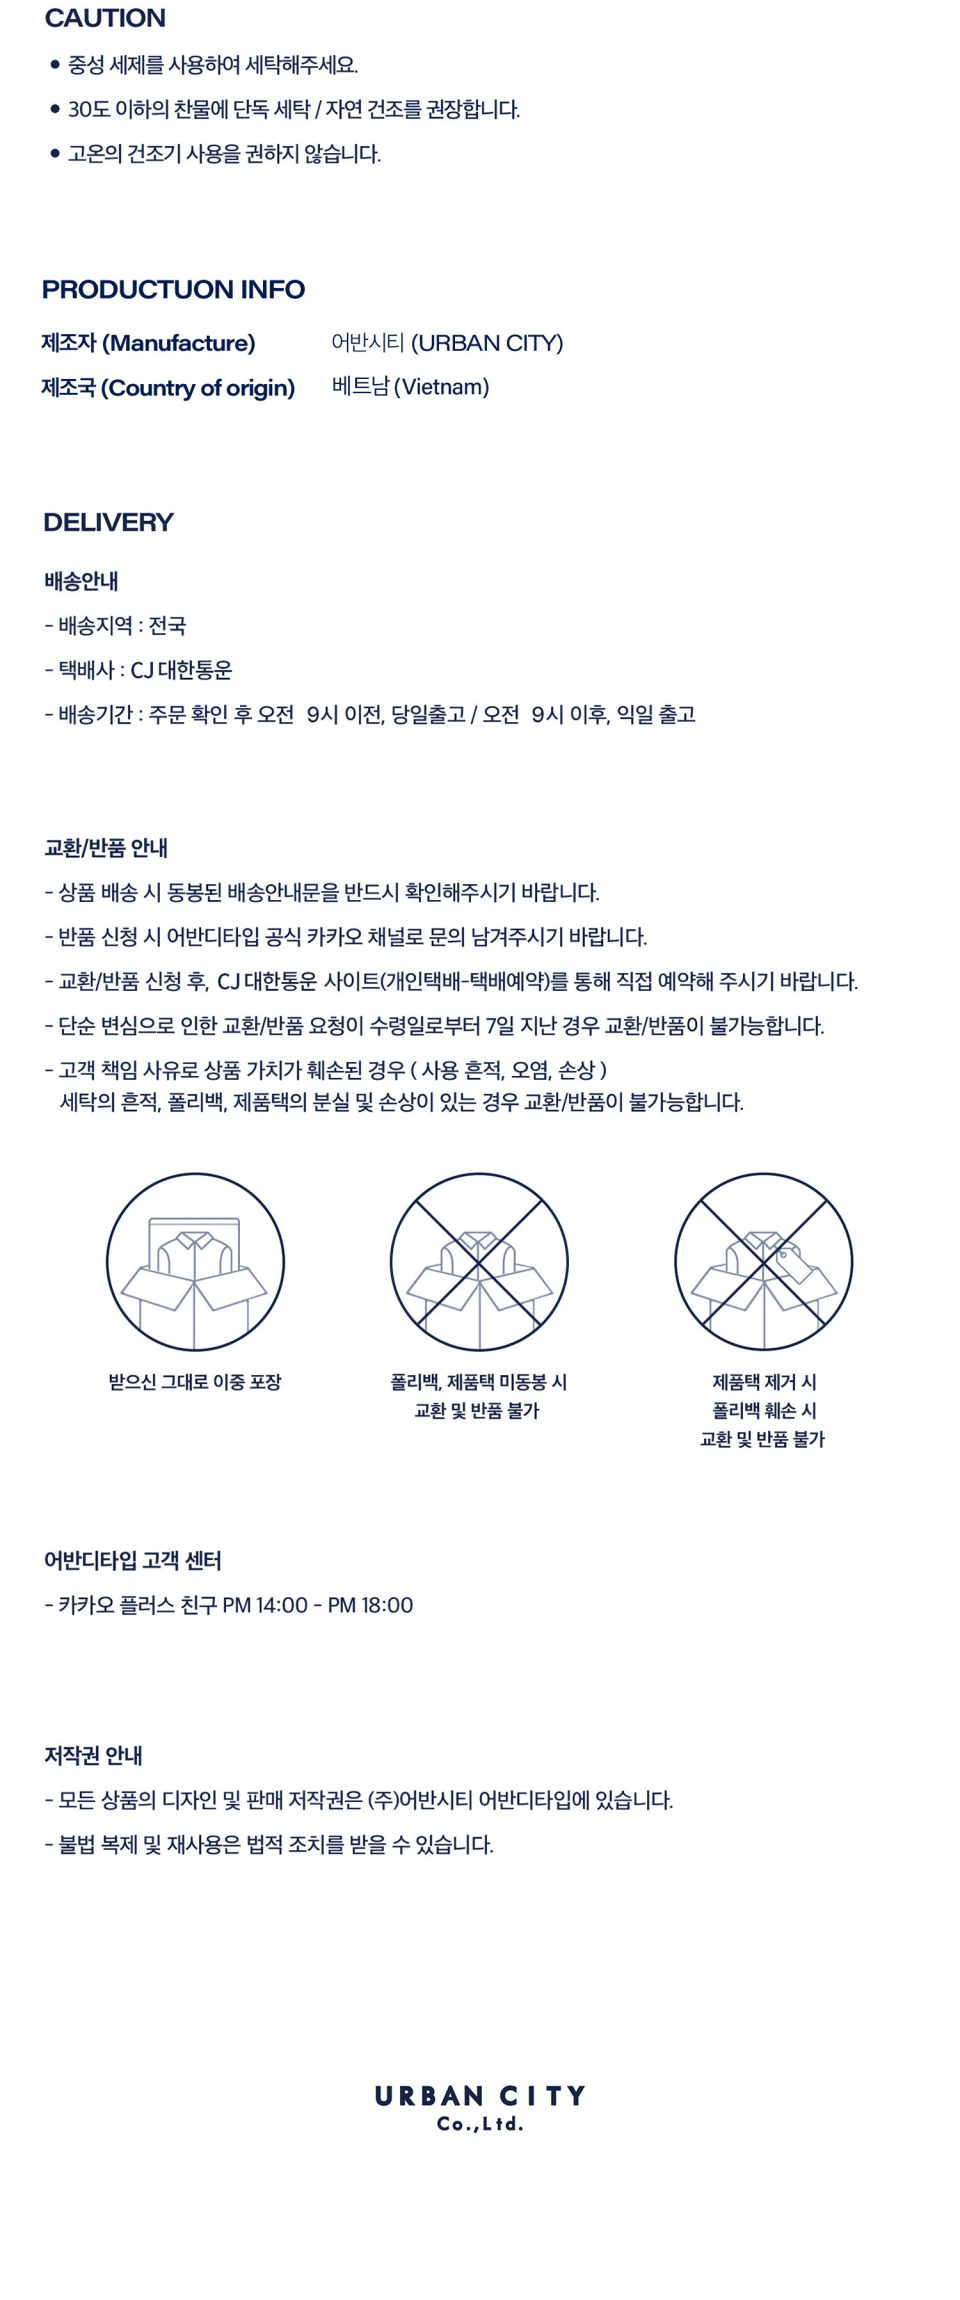 CAUTION
● 중성 세제를 사용하여 세탁해주세요.
● 30도 이하의 찬물에 단독 세탁 / 자연 건조를 권장합니다.
● 고온의 건조기 사용을 권하지 않습니다.
PRODUCTUON INFO
제조자 (Manufacture) 어반시티 (URBAN CITY)
제조국 (Country of origin) 베트남 (Vietnam)
DELIVERY
배송안내
- 배송지역 : 전국
- 택배사 : CJ 대한통운
- 배송기간 : 주문 확인 후 오전 9시 이전, 당일출고 / 오전 9시 이후, 익일 출고
교환/반품 안내
- 상품 배송 시 동봉된 배송안내문을 반드시 확인해주시기 바랍니다.
- 반품 신청 시 어반디타입 공식 카카오 채널로 문의 남겨주시기 바랍니다.
- 교환/반품 신청 후, CJ 대한통운 사이트(개인택배-택배예약)를 통해 직접 예약해 주시기 바랍니다.
- 단순 변심으로 인한 교환/반품 요청이 수령일로부터 7일 지난 경우 교환/반품이 불가능합니다.
- 고객 책임 사유로 상품 가치가 훼손된 경우 ( 사용 흔적, 오염, 손상 )
세탁의 흔적, 폴리백, 제품택의 분실 및 손상이 있는 경우 교환/반품이 불가능합니다.
받으신 그대로 이중 포장
폴리백, 제품택 미동봉 시
교환 및 반품 불가
제품택 제거 시
폴리백 훼손 시
교환 및 반품 불가
어반디타입 고객 센터
- 카카오 플러스 친구 PM 14:00 - PM 18:00
저작권 안내
- 모든 상품의 디자인 및 판매 저작권은 (주)어반시티 어반디타입에 있습니다.
- 불법 복제 및 재사용은 법적 조치를 받을 수 있습니다.
URBAN CITY
Co.,Ltd.